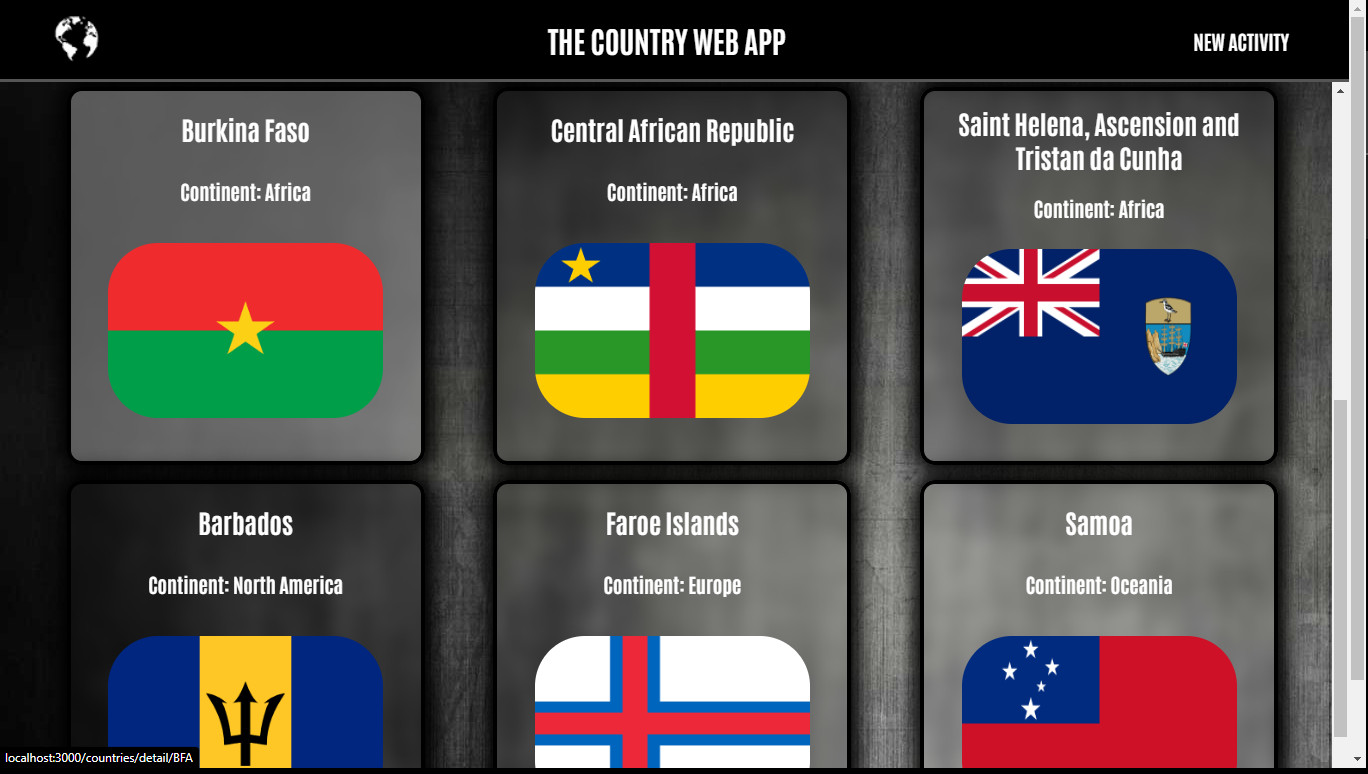 THE COUNTRY WEB APP
NEW ACTIVITY
Burkina Faso
Continent: Africa
Central African Republic
Continent: Africa
Saint Helena, Ascension and
Tristan da Cunha
Continent: Africa
Barbados
Continent: North America
Faroe Islands
Continent: Europe
Samoa
Continent: Oceania
localhost:3000/countries/detail/BFA